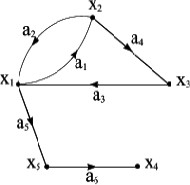 x₂
a₂
a₄
a₁
x₁
x₃
a₃
a₅
x₅
x₄
a₆